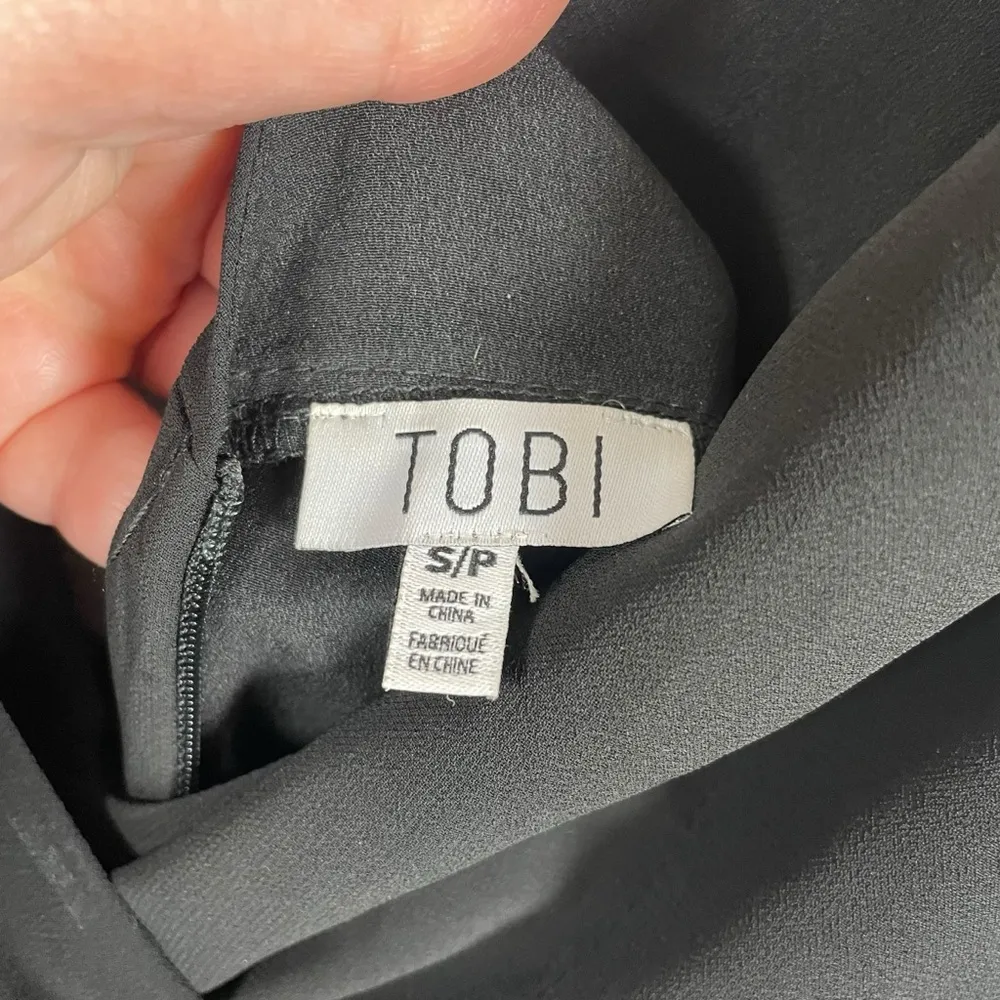 TOBI
S/P
MADE IN
CHINA
FABRIQUÉ
EN CHINE